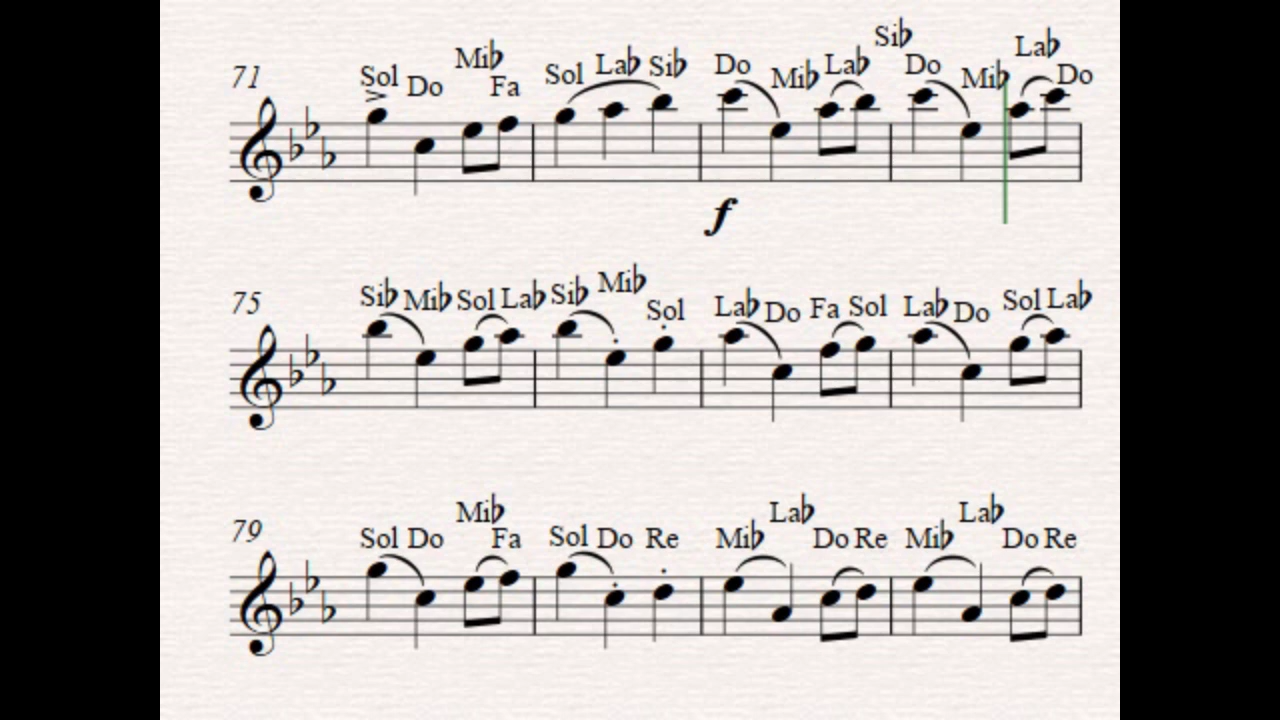 Sib
Mib Lab
71 Sol Do Fa Sol Lab Sib Do Mib Lab Do Mib Do
f
Mib
75 Sib Mib Sol Lab Sib Sol Lab Do Fa Sol Lab Do Sol Lab
Mib Lab Lab
79 Sol Do Fa Sol Do Re Mib Do Re Mib Do Re